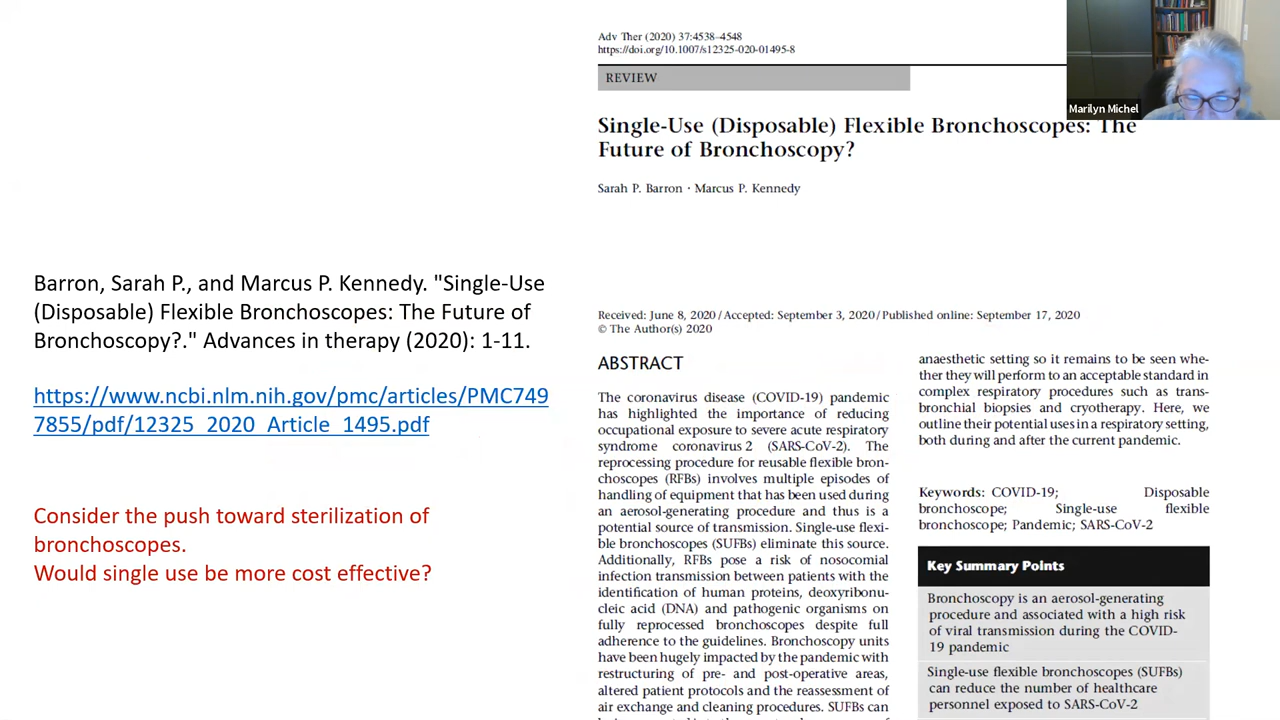 Barron, Sarah P., and Marcus P. Kennedy. "Single-Use
(Disposable) Flexible Bronchoscopes: The Future of
Bronchoscopy?." Advances in therapy (2020): 1-11.
https://www.ncbi.nlm.nih.gov/pmc/articles/PMC749
7855/pdf/12325_2020_Article_1495.pdf
Consider the push toward sterilization of
bronchoscopes.
Would single use be more cost effective?
Adv Ther (2020) 37:4538–4548
https://doi.org/10.1007/s12325-020-01495-8
REVIEW
Single-Use (Disposable) Flexible Bronchoscopes: The
Future of Bronchoscopy?
Sarah P. Barron · Marcus P. Kennedy
Received: June 8, 2020 / Accepted: September 3, 2020 / Published online: September 17, 2020
© The Author(s) 2020
ABSTRACT
The coronavirus disease (COVID-19) pandemic
has highlighted the importance of reducing
occupational exposure to severe acute respiratory
syndrome coronavirus 2 (SARS-CoV-2). The
reprocessing procedure for reusable flexible bron-
choscopes (RFBs) involves multiple episodes of
handling of equipment that has been used during
an aerosol-generating procedure and thus is a
potential source of transmission. Single-use flexi-
ble bronchoscopes (SUFBs) eliminate this source.
Additionally, RFBs pose a risk of nosocomial
infection transmission between patients with the
identification of human proteins, deoxyribonu-
cleic acid (DNA) and pathogenic organisms on
fully reprocessed bronchoscopes despite full
adherence to the guidelines. Bronchoscopy units
have been hugely impacted by the pandemic with
restructuring of pre- and post-operative areas,
altered patient protocols and the reassessment of
air exchange and cleaning procedures. SUFBs can
anaesthetic setting so it remains to be seen whe-
ther they will perform to an acceptable standard in
complex respiratory procedures such as trans-
bronchial biopsies and cryotherapy. Here, we
outline their potential uses in a respiratory setting,
both during and after the current pandemic.
Keywords: COVID-19; Disposable
bronchoscope; Single-use flexible
bronchoscope; Pandemic; SARS-CoV-2
Key Summary Points
Bronchoscopy is an aerosol-generating
procedure and associated with a high risk
of viral transmission during the COVID-
19 pandemic
Single-use flexible bronchoscopes (SUFBs)
can reduce the number of healthcare
personnel exposed to SARS-CoV-2
Marilyn Michel